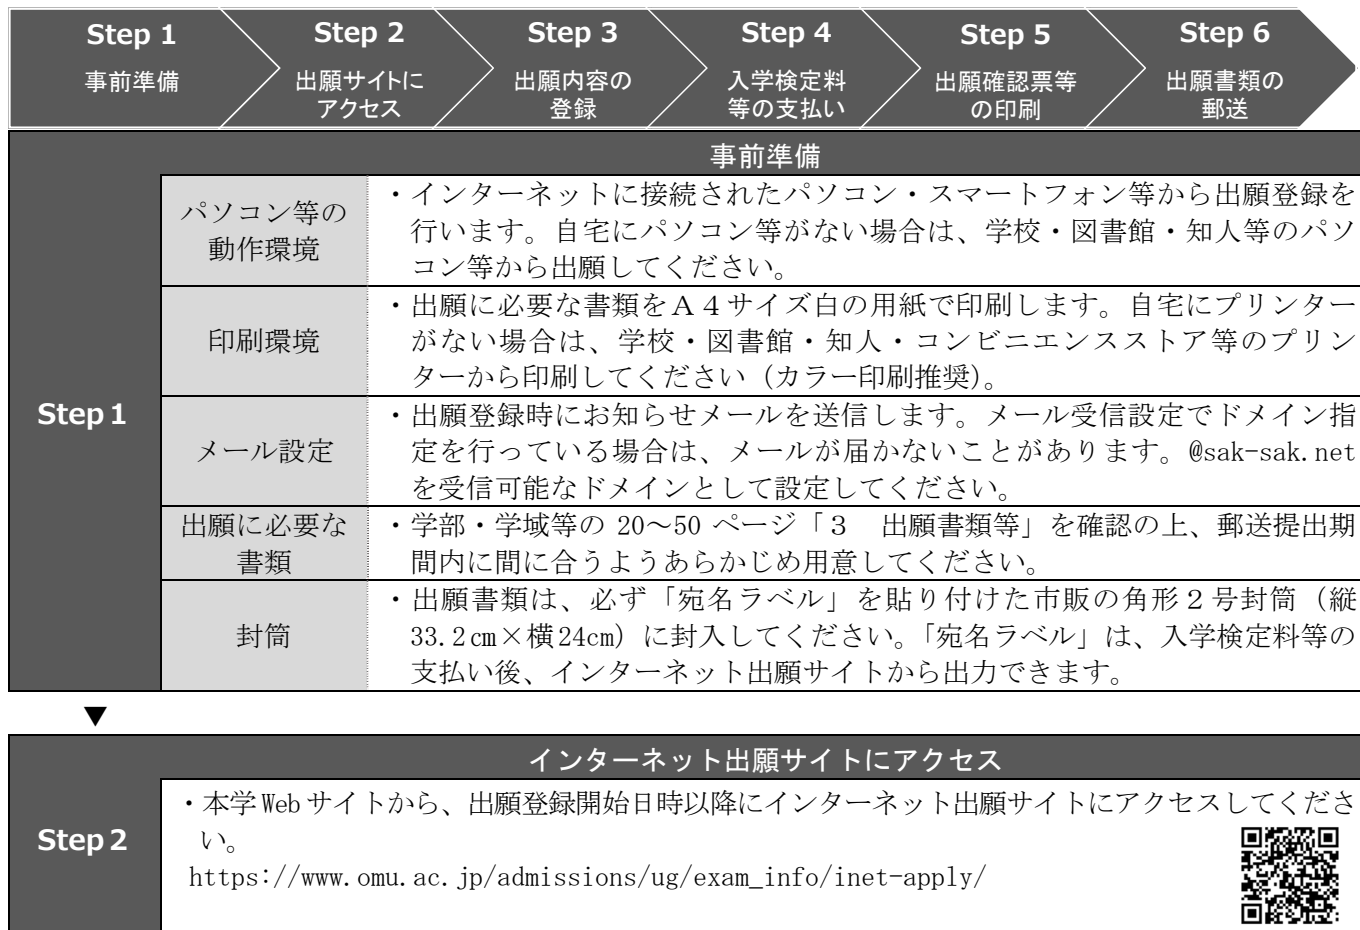 Step 1
事前準備
Step 2
出願サイトに
アクセス
Step 3
出願内容の
登録
Step 4
入学検定料
等の支払い
Step 5
出願確認票等
の印刷
Step 6
出願書類の
郵送
事前準備
Step 1
パソコン等の
動作環境
・インターネットに接続されたパソコン・スマートフォン等から出願登録を
行います。自宅にパソコン等がない場合は、学校・図書館・知人等のパソ
コン等から出願してください。
印刷環境
・出願に必要な書類をA４サイズ白の用紙で印刷します。自宅にプリンター
がない場合は、学校・図書館・知人・コンビニエンスストア等のプリン
ターから印刷してください（カラー印刷推奨）。
メール設定
・出願登録時にお知らせメールを送信します。メール受信設定でドメイン指
定を行っている場合は、メールが届かないことがあります。@sak-sak.net
を受信可能なドメインとして設定してください。
出願に必要な
書類
・学部・学域等の 20～50 ページ「３　出願書類等」を確認の上、郵送提出期
間内に間に合うようあらかじめ用意してください。
封筒
・出願書類は、必ず「宛名ラベル」を貼り付けた市販の角形２号封筒（縦
33.2㎝×横24㎝）に封入してください。「宛名ラベル」は、入学検定料等の
支払い後、インターネット出願サイトから出力できます。
▼
インターネット出願サイトにアクセス
Step 2
・本学 Web サイトから、出願登録開始日時以降にインターネット出願サイトにアクセスしてくださ
い。
https://www.omu.ac.jp/admissions/ug/exam_info/inet-apply/